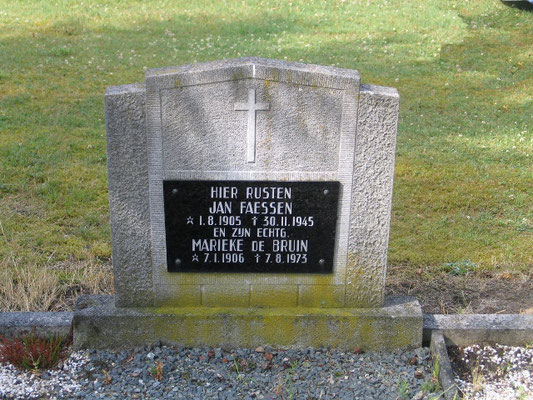 HIER RUSTEN
JAN FAESSEN
☆ 1.8.1905 † 30.11.1945
EN ZIJN ECHTG.
MARIEKE DE BRUIN
☆ 7.1.1906 † 7.8.1973